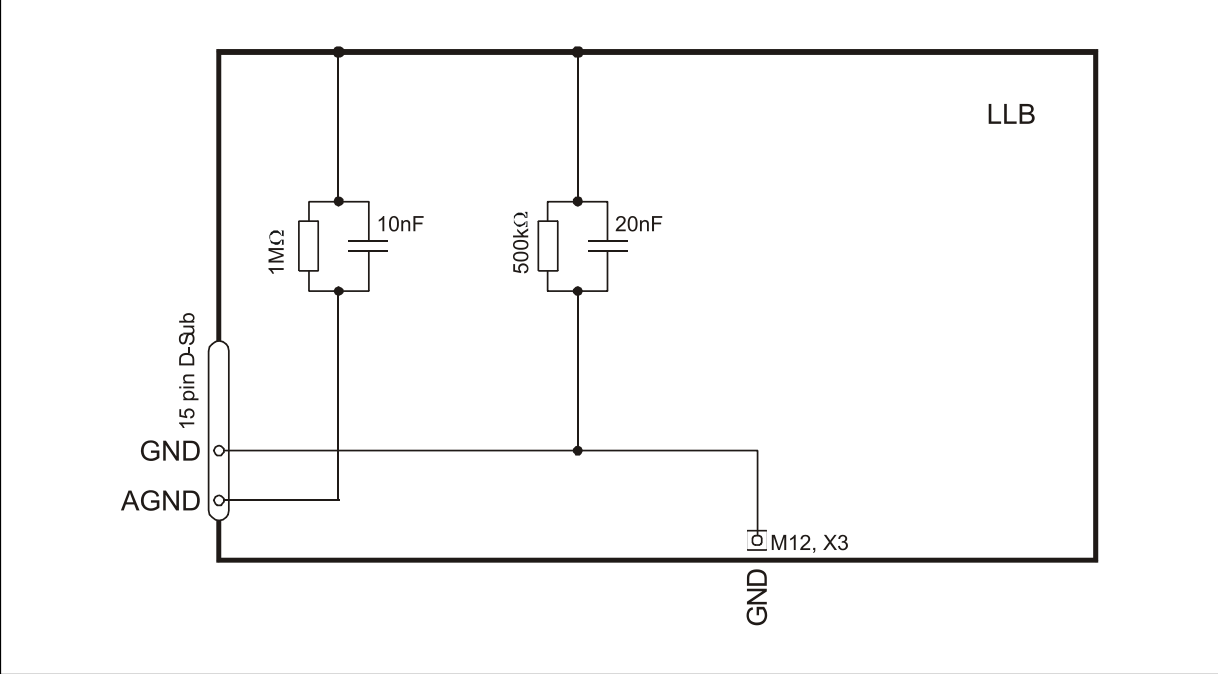 LLB
1MΩ
10nF
500kΩ
20nF
15 pin D-Sub
GND
AGND
M12, X3
GND